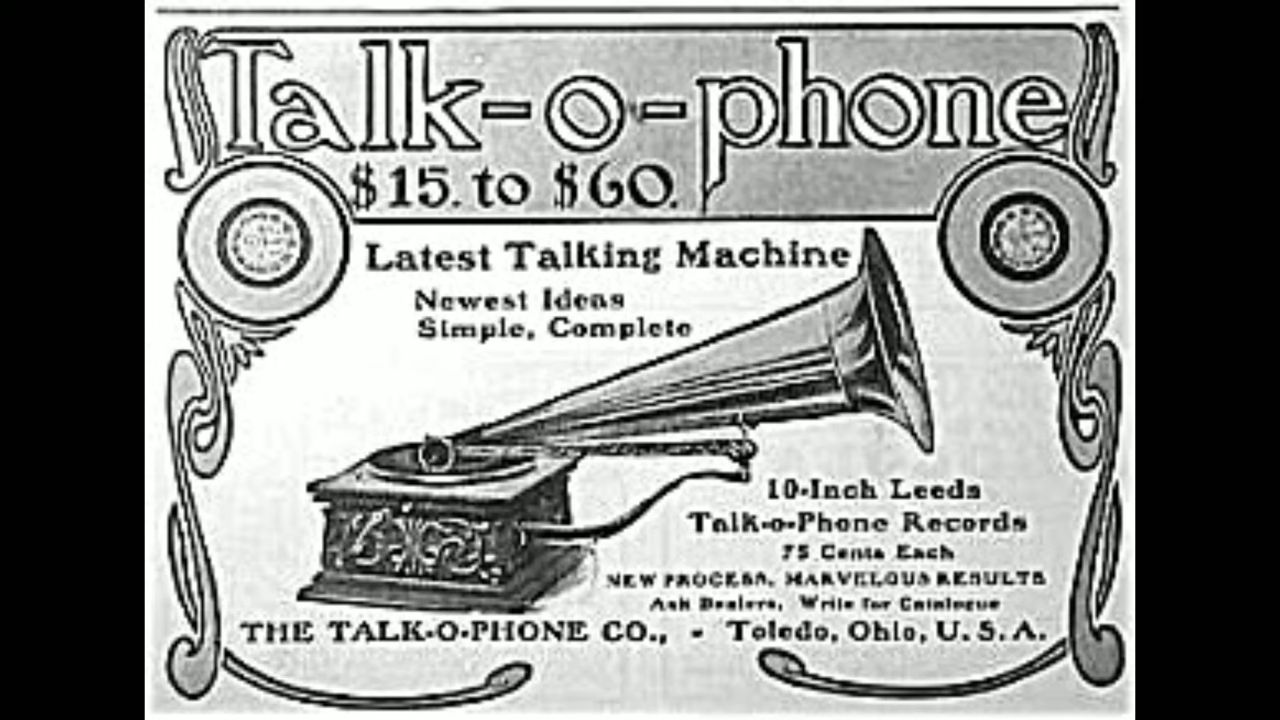 Talk-o-phone
$15. to $60.
Latest Talking Machine
Newest Ideas
Simple, Complete
10-Inch Leeds
Talk-o-Phone Records
75 Cents Each
NEW PROCESS, MARVELOUS RESULTS
Ask Dealers, Write for Catalogue
THE TALK-O-PHONE CO., - Toledo, Ohio, U. S. A.